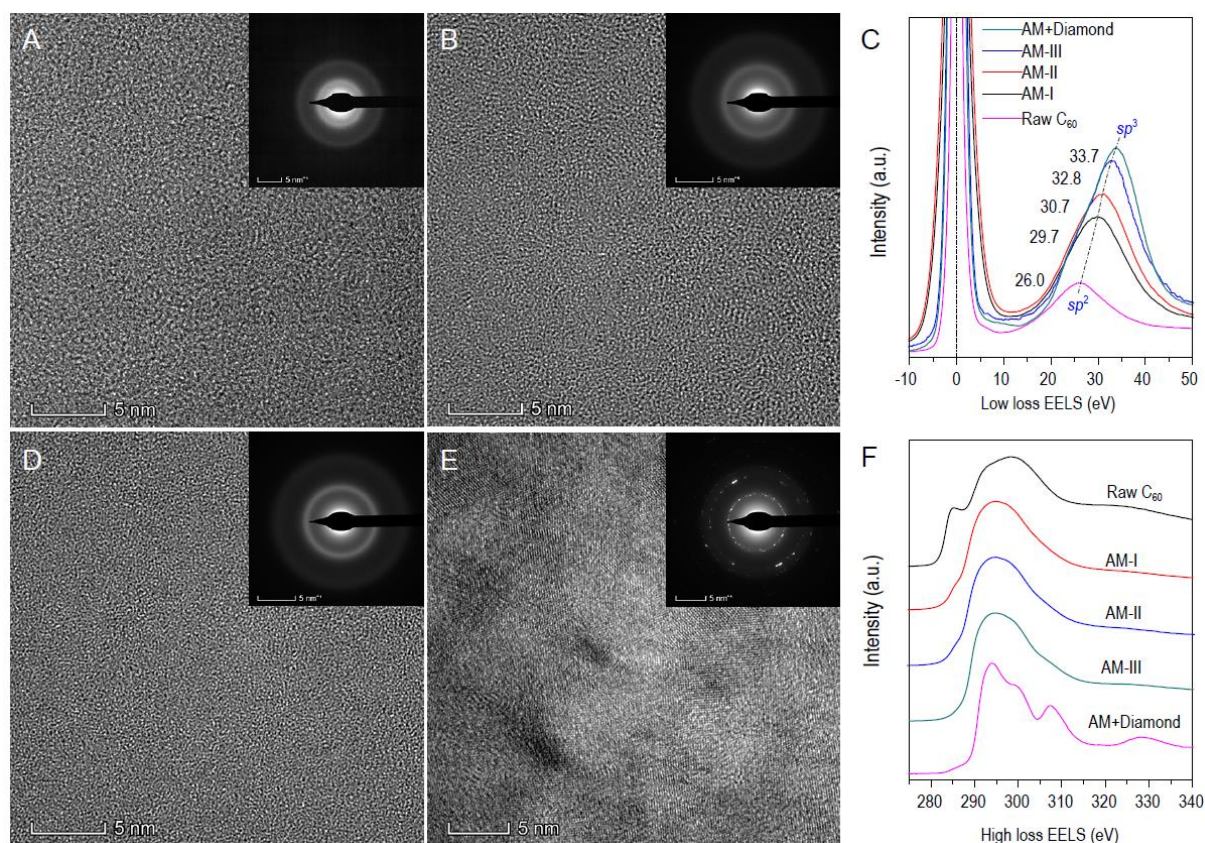 A
5 nm⁻¹
5 nm
B
5 nm⁻¹
5 nm
C
AM+Diamond
AM-III
AM-II
AM-I
Raw C₆₀
sp³
33.7
32.8
30.7
29.7
26.0
sp²
Intensity (a.u.)
-10 0 10 20 30 40 50
Low loss EELS (eV)
D
5 nm⁻¹
5 nm
E
5 nm⁻¹
5 nm
F
Raw C₆₀
AM-I
AM-II
AM-III
AM+Diamond
Intensity (a.u.)
280 290 300 310 320 330 340
High loss EELS (eV)